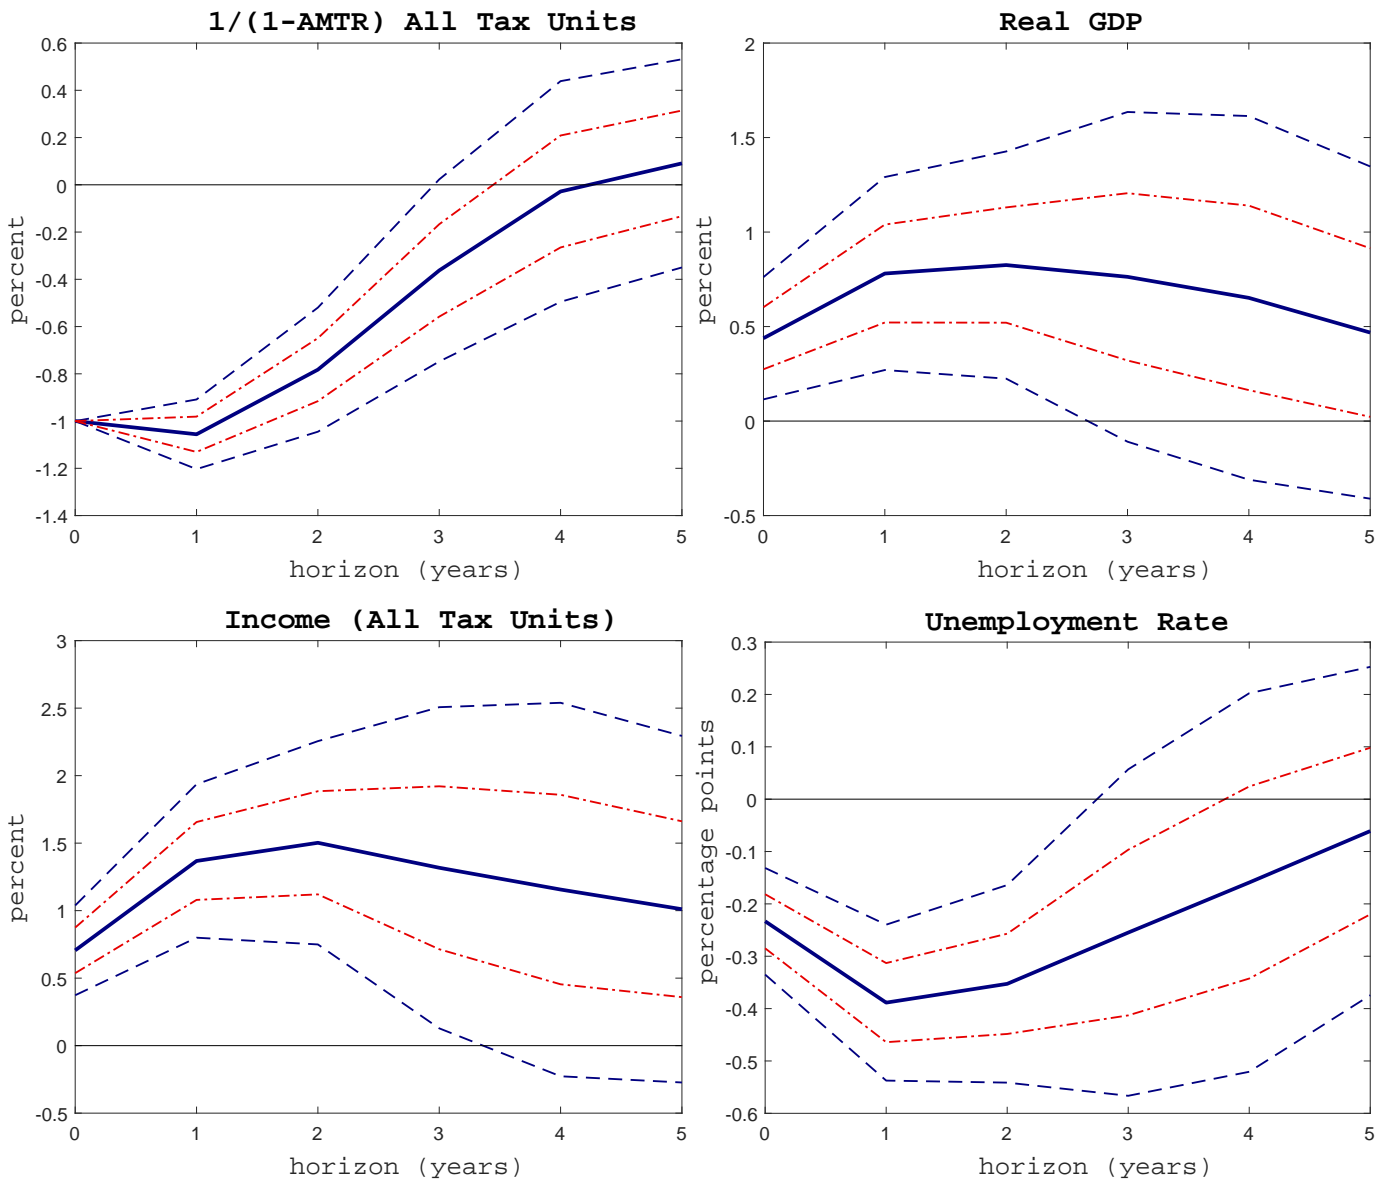 1/(1-AMTR) All Tax Units
0.6
0.4
0.2
0
-0.2
-0.4
-0.6
-0.8
-1
-1.2
-1.4
percent
0 1 2 3 4 5
horizon (years)
Real GDP
2
1.5
1
0.5
0
-0.5
percent
0 1 2 3 4 5
horizon (years)
Income (All Tax Units)
3
2.5
2
1.5
1
0.5
0
-0.5
percent
0 1 2 3 4 5
horizon (years)
Unemployment Rate
0.3
0.2
0.1
0
-0.1
-0.2
-0.3
-0.4
-0.5
-0.6
percentage points
0 1 2 3 4 5
horizon (years)